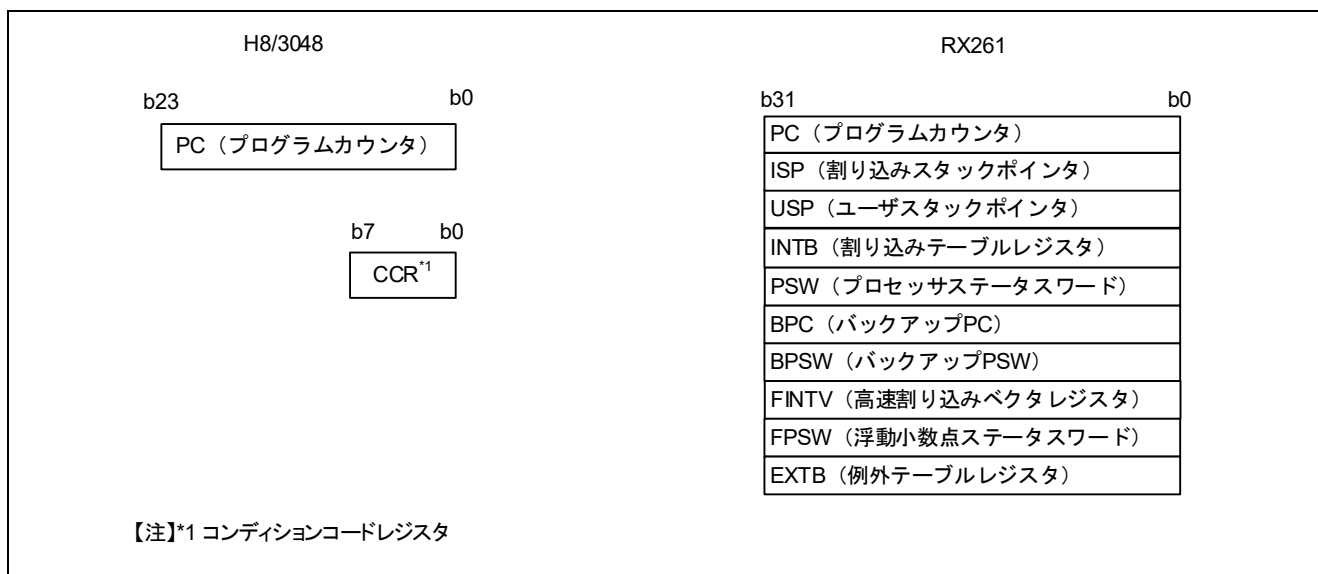 H8/3048
b23 b0
PC（プログラムカウンタ）
b7 b0
CCR*1
【注】*1 コンディションコードレジスタ
RX261
b31 b0
PC（プログラムカウンタ）
ISP（割り込みスタックポインタ）
USP（ユーザスタックポインタ）
INTB（割り込みテーブルレジスタ）
PSW（プロセッサステータスワード）
BPC（バックアップPC）
BPSW（バックアップPSW）
FINTV（高速割り込みベクタレジスタ）
FPSW（浮動小数点ステータスワード）
EXTB（例外テーブルレジスタ）